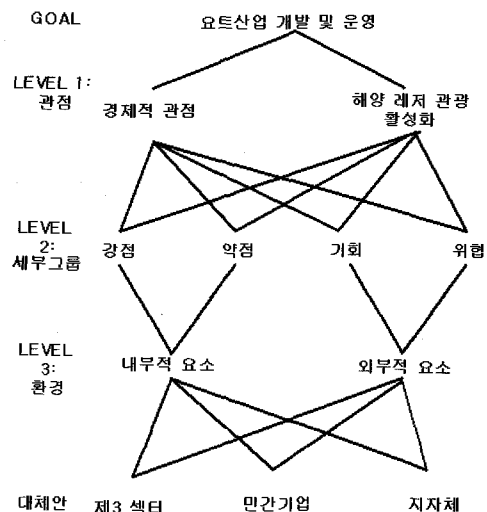 GOAL
요트산업 개발 및 운영
LEVEL 1:
관점
경제적 관점
해양 레저 관광
활성화
LEVEL
2:
세부그룹
강점
약점
기회
위협
LEVEL
3:
환경
내부적 요소
외부적 요소
대체안
제3 섹터
민간기업
지자체